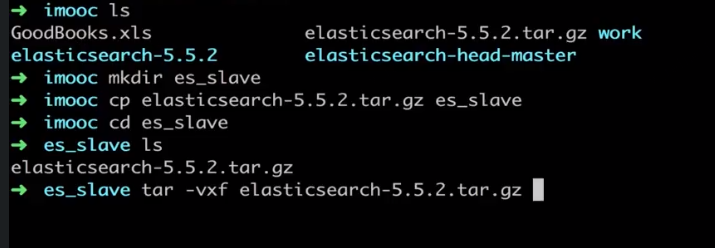 ➜ imooc ls
GoodBooks.xls elasticsearch-5.5.2.tar.gz work
elasticsearch-5.5.2 elasticsearch-head-master
➜ imooc mkdir es_slave
➜ imooc cp elasticsearch-5.5.2.tar.gz es_slave
➜ imooc cd es_slave
➜ es_slave ls
elasticsearch-5.5.2.tar.gz
➜ es_slave tar -vxf elasticsearch-5.5.2.tar.gz